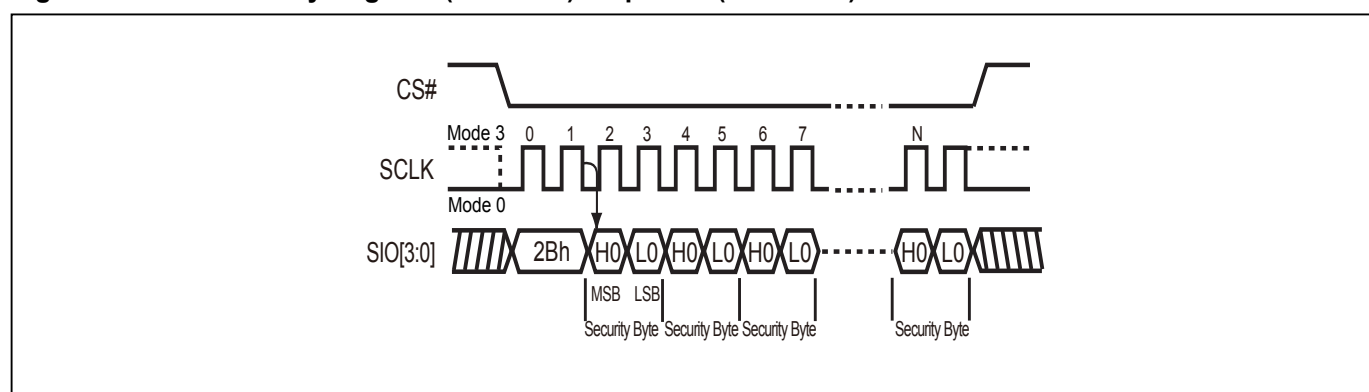 CS#
Mode 3 0 1 2 3 4 5 6 7 N
SCLK
Mode 0
SIO[3:0] 2Bh H0 L0 H0 L0 H0 L0 H0 L0
MSB LSB
Security Byte Security Byte Security Byte Security Byte